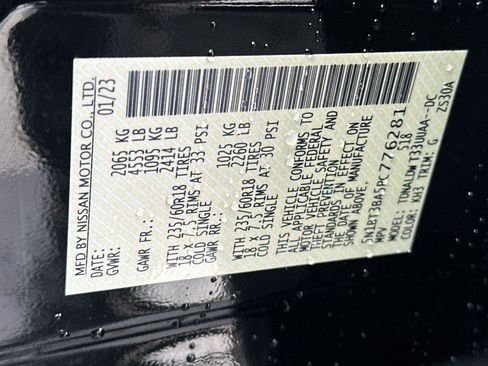 MFD BY NISSAN MOTOR CO., LTD.
DATE: 01/23
GVWR: 2065 KG
4553 LB
GAWR FR.: 1095 KG
2414 LB
WITH 235/60R18 TIRES
18 X 7.5 RIMS AT 33 PSI
COLD SINGLE
GAWR RR.: 1025 KG
2260 LB
WITH 235/60R18 TIRES
18 X 7.5 RIMS AT 30 PSI
COLD SINGLE
THIS VEHICLE CONFORMS
TO ALL APPLICABLE FEDERAL
MOTOR VEHICLE SAFETY AND
THEFT PREVENTION
STANDARDS IN EFFECT ON
THE DATE OF MANUFACTURE
SHOWN ABOVE.
5N1BT3BA5PC776281
MPV 518
MODEL:
COLOR: KH3 TRIM: G ZS30A